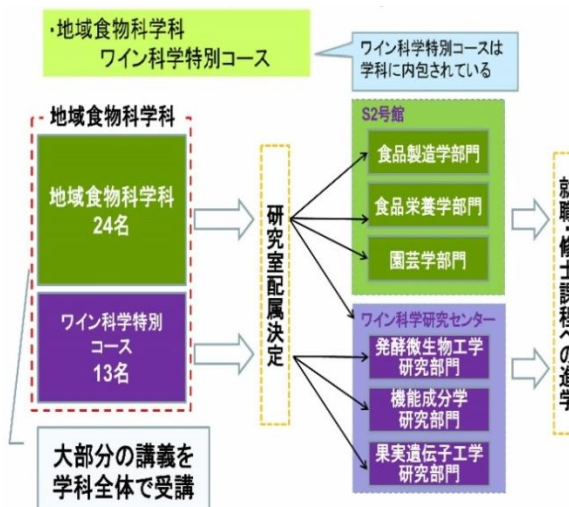 ・地域食物科学科
ワイン科学特別コース
ワイン科学特別コースは
学科に内包されている
地域食物科学科
地域食物科学科
24名
ワイン科学特別
コース
13名
大部分の講義を
学科全体で受講
研究室配属決定
S2号館
食品製造学部門
食品栄養学部門
園芸学部門
ワイン科学研究センター
発酵微生物工学
研究部門
機能成分学
研究部門
果実遺伝子工学
研究部門
就職・修士課程への進学